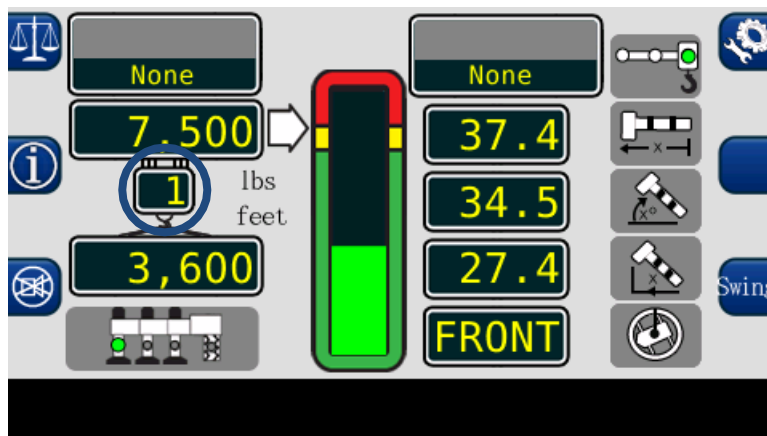 None
7,500
1
lbs
feet
3,600
None
37.4
34.5
27.4
FRONT
x
x°
x
i
Swing